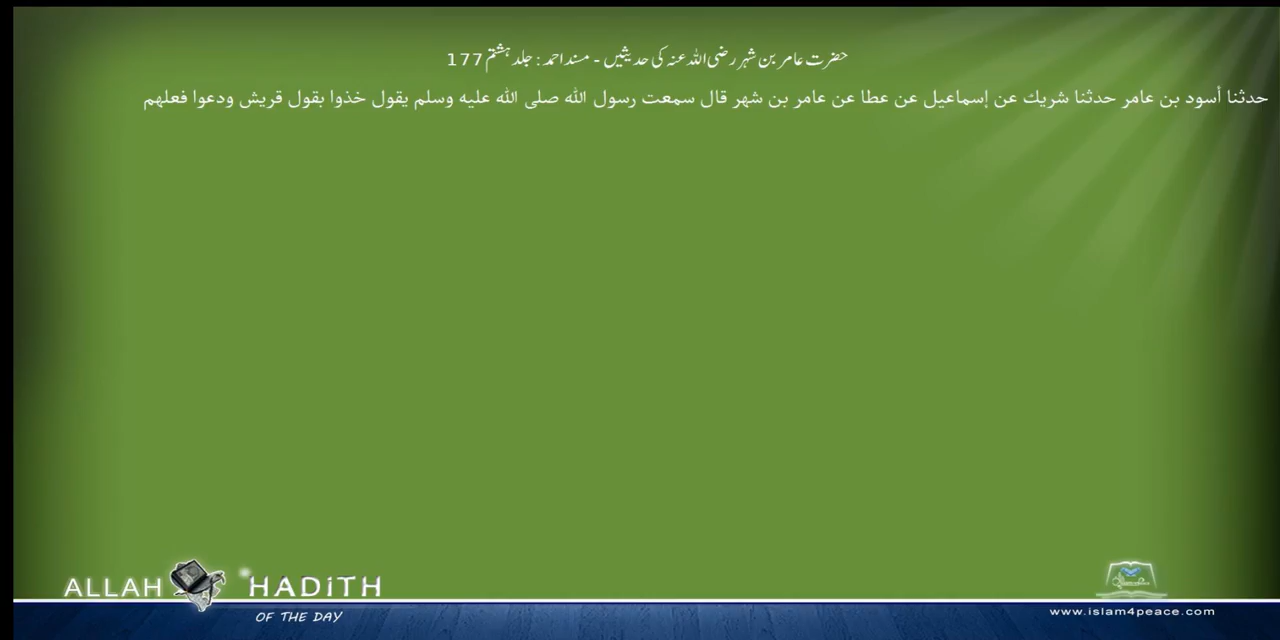 حضرت عامر بن شہر رضی اللہ عنہ کی حدیثیں - مسند احمد : جلد ہشتم 177
حدثنا أسود بن عامر حدثنا شريك عن إسماعيل عن عطا عن عامر بن شهر قال سمعت رسول الله صلى الله عليه وسلم يقول خذوا بقول قريش ودعوا فعلهم
ALLAH HADITH
OF THE DAY
www.islam4peace.com